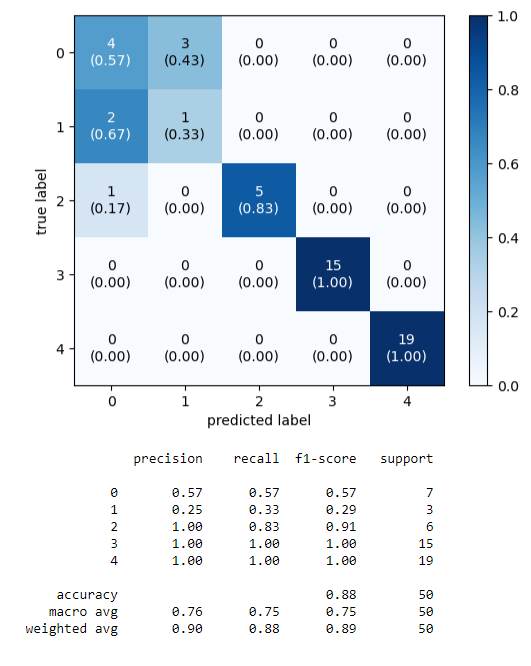 1.0
4 3 0 0 0
0
(0.57) (0.43) (0.00) (0.00) (0.00)
0.8
2 1 0 0 0
1
(0.67) (0.33) (0.00) (0.00) (0.00)
0.6
1 0 5 0 0
2
(0.17) (0.00) (0.83) (0.00) (0.00)
true label
0.4
0 0 0 15 0
3
(0.00) (0.00) (0.00) (1.00) (0.00)
0.2
0 0 0 0 19
4
(0.00) (0.00) (0.00) (0.00) (1.00)
0.0
0 1 2 3 4
predicted label
precision recall f1-score support
0 0.57 0.57 0.57 7
1 0.25 0.33 0.29 3
2 1.00 0.83 0.91 6
3 1.00 1.00 1.00 15
4 1.00 1.00 1.00 19
accuracy 0.88 50
macro avg 0.76 0.75 0.75 50
weighted avg 0.90 0.88 0.89 50